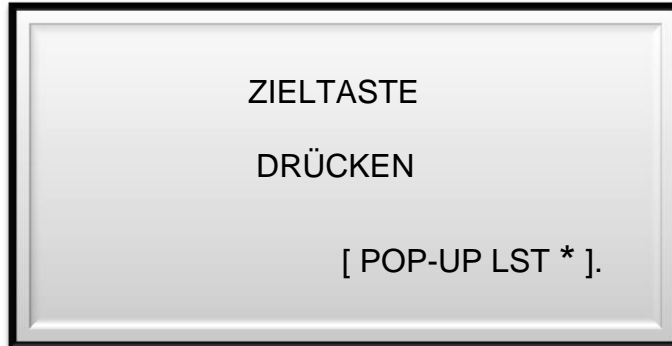 ZIELTASTE
DRÜCKEN
[ POP-UP LST * ].